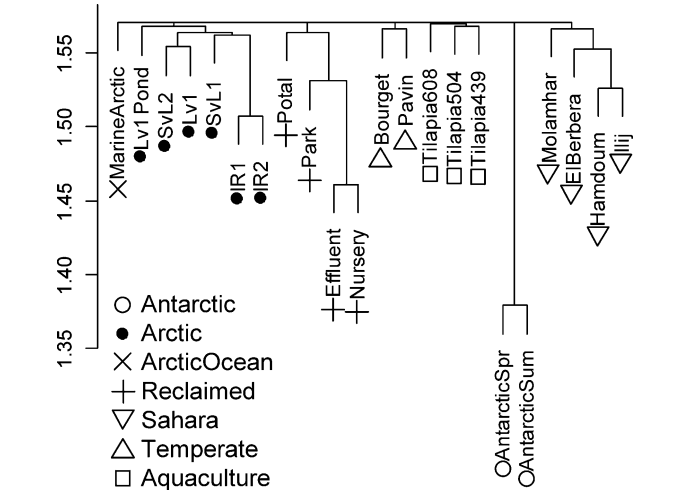 1.55
1.50
1.45
1.40
1.35
MarineArctic
Lv1 Pond
SvL2
Lv1
SvL1
IR1
IR2
Potal
Park
Effluent
Nursery
Bourget
Pavin
Tilapia608
Tilapia504
Tilapia439
AntarcticSpr
AntarcticSum
Molamhar
ElBerbera
Hamdoum
Ilij
Antarctic
Arctic
ArcticOcean
Reclaimed
Sahara
Temperate
Aquaculture